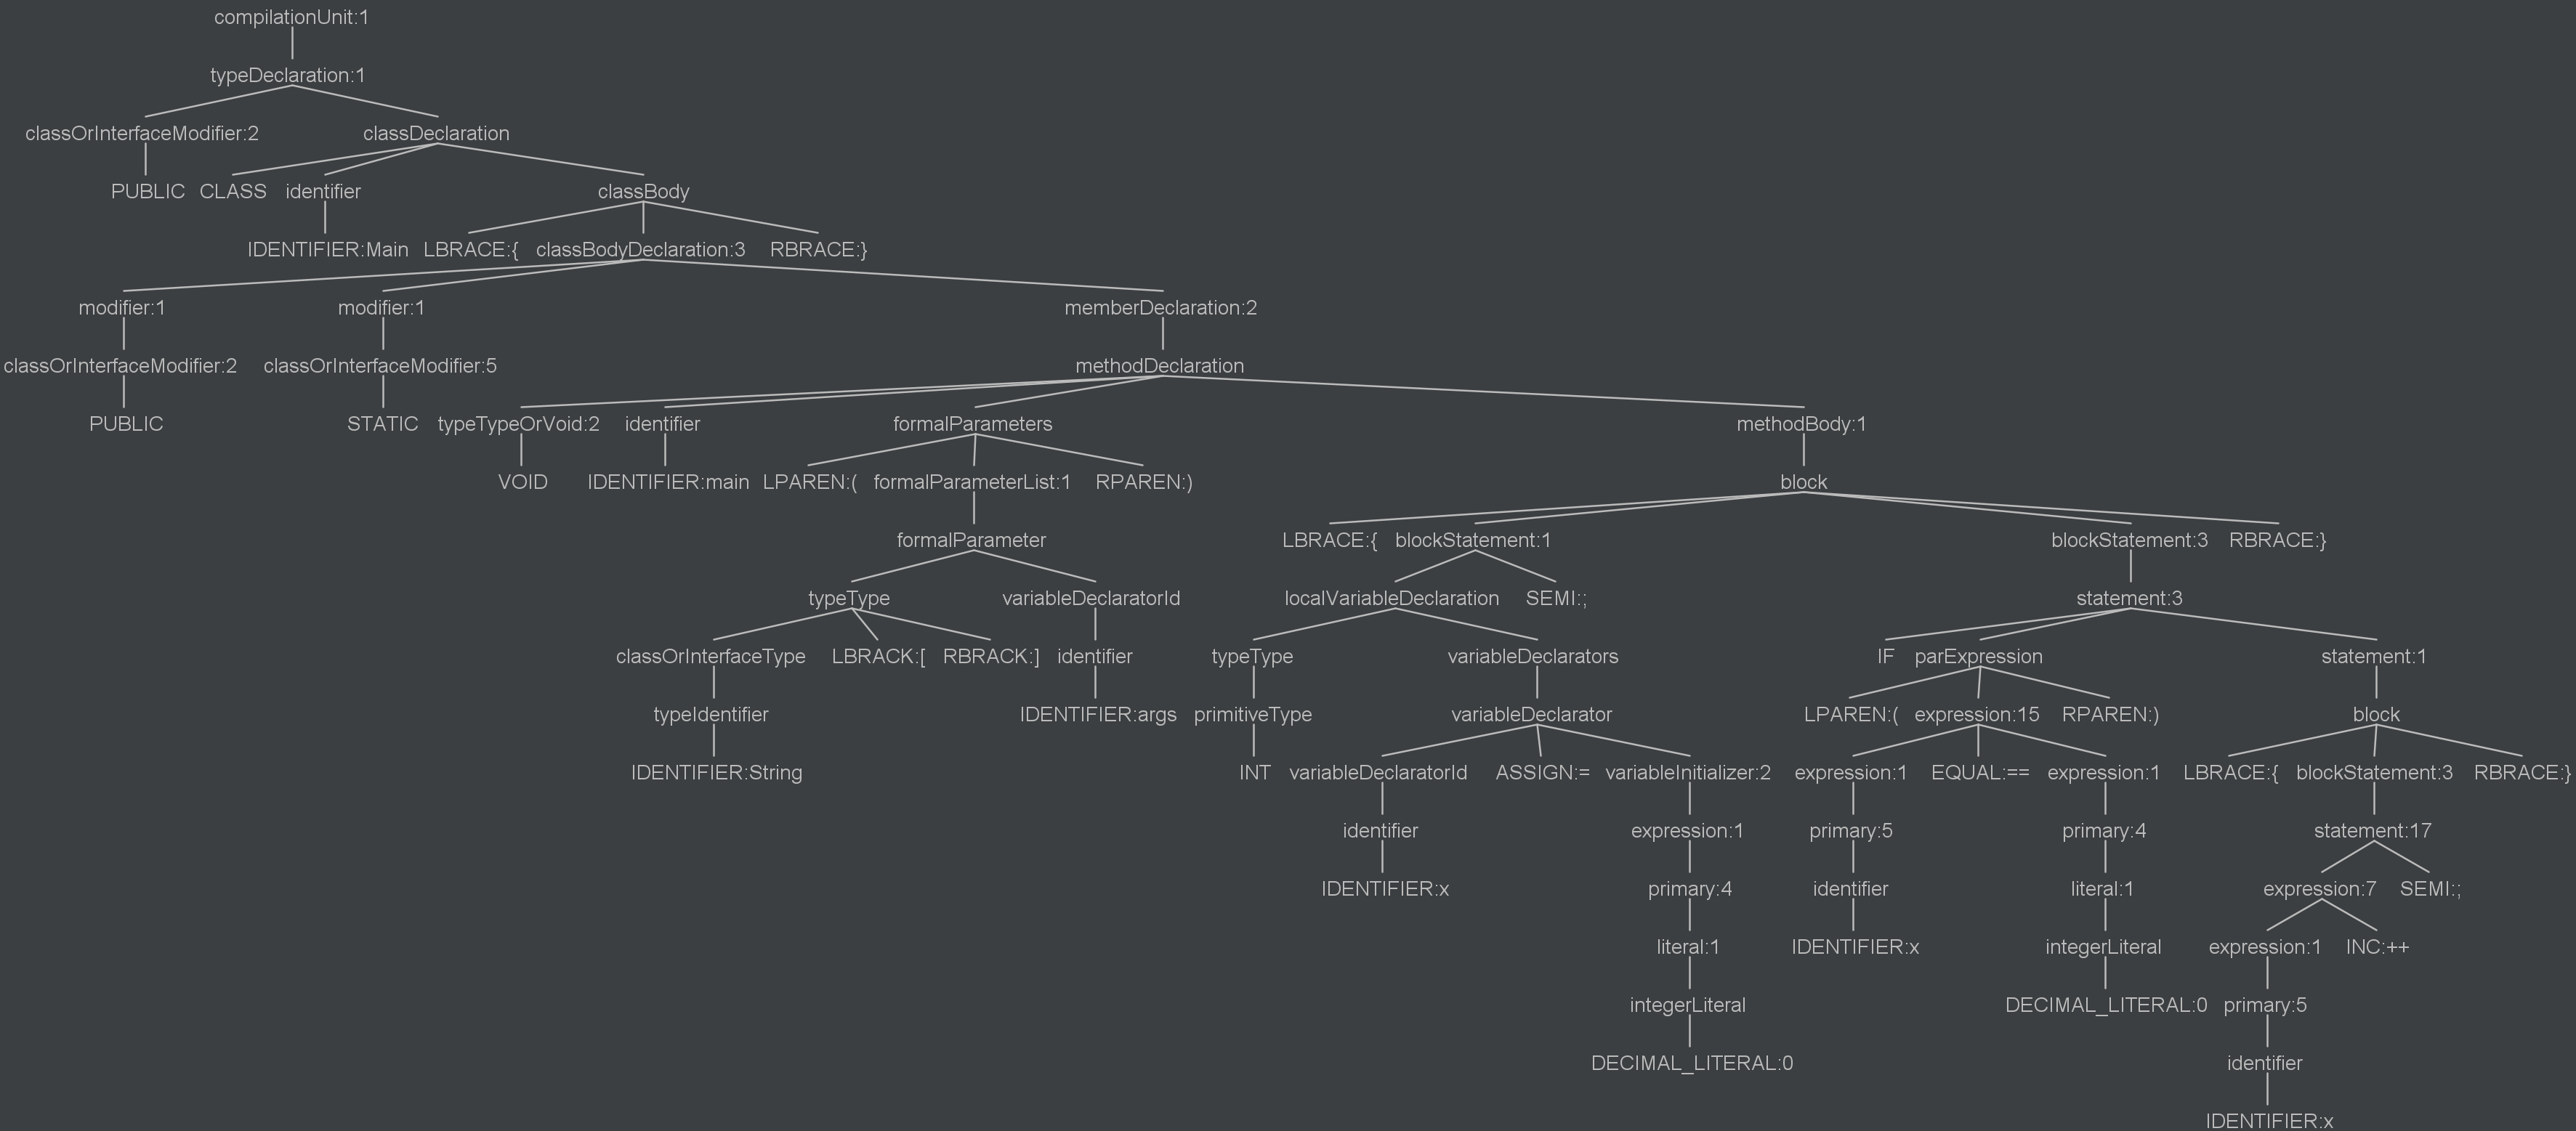 compilationUnit:1
typeDeclaration:1
classOrInterfaceModifier:2 classDeclaration
PUBLIC CLASS identifier classBody
IDENTIFIER:Main LBRACE:{ classBodyDeclaration:3 RBRACE:}
modifier:1 modifier:1 memberDeclaration:2
classOrInterfaceModifier:2 classOrInterfaceModifier:5 methodDeclaration
PUBLIC STATIC typeTypeOrVoid:2 identifier formalParameters methodBody:1
VOID IDENTIFIER:main LPAREN:( formalParameterList:1 RPAREN:) block
formalParameter LBRACE:{ blockStatement:1 blockStatement:3 RBRACE:}
typeType variableDeclaratorId localVariableDeclaration SEMI:; statement:3
classOrInterfaceType LBRACK:[ RBRACK:] identifier typeType variableDeclarators IF parExpression statement:1
typeIdentifier IDENTIFIER:args primitiveType variableDeclarator LPAREN:( expression:15 RPAREN:) block
IDENTIFIER:String INT variableDeclaratorId ASSIGN:= variableInitializer:2 expression:1 EQUAL:== expression:1 LBRACE:{ blockStatement:3 RBRACE:}
identifier expression:1 primary:5 primary:4 statement:17
IDENTIFIER:x primary:4 identifier literal:1 expression:7 SEMI:;
literal:1 IDENTIFIER:x integerLiteral expression:1 INC:++
integerLiteral DECIMAL_LITERAL:0 primary:5
DECIMAL_LITERAL:0 identifier
IDENTIFIER:x